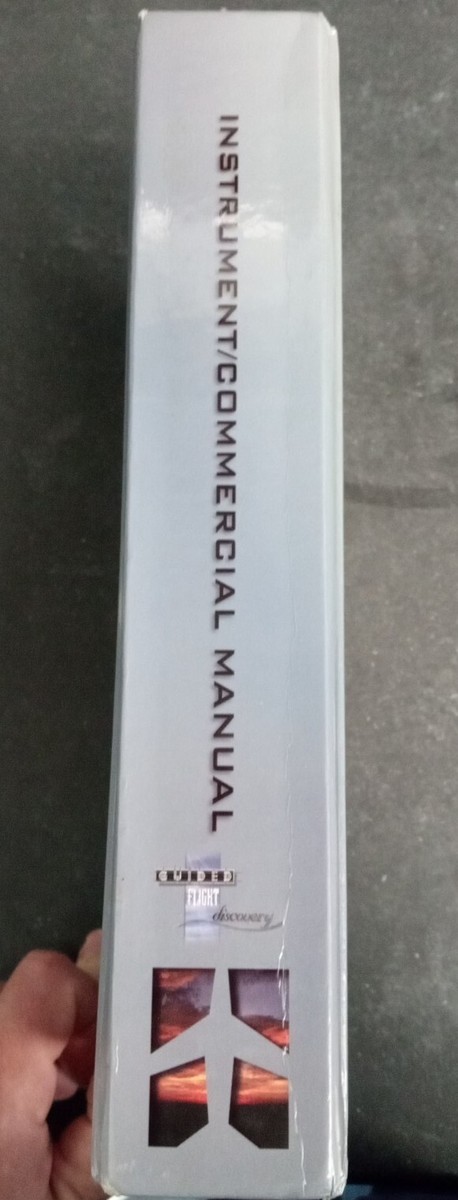 INSTRUMENT/COMMERCIAL MANUAL
GUIDED
FLIGHT
discovery